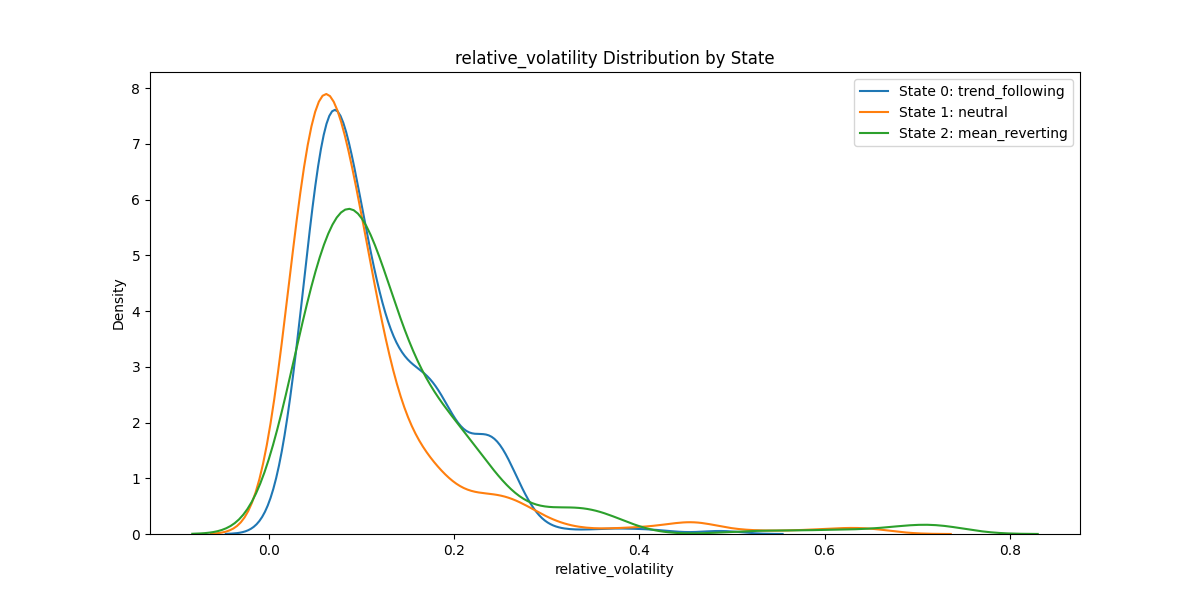 relative_volatility Distribution by State
State 0: trend_following
State 1: neutral
State 2: mean_reverting
8
7
6
5
4
3
2
1
0
Density
0.0 0.2 0.4 0.6 0.8
relative_volatility